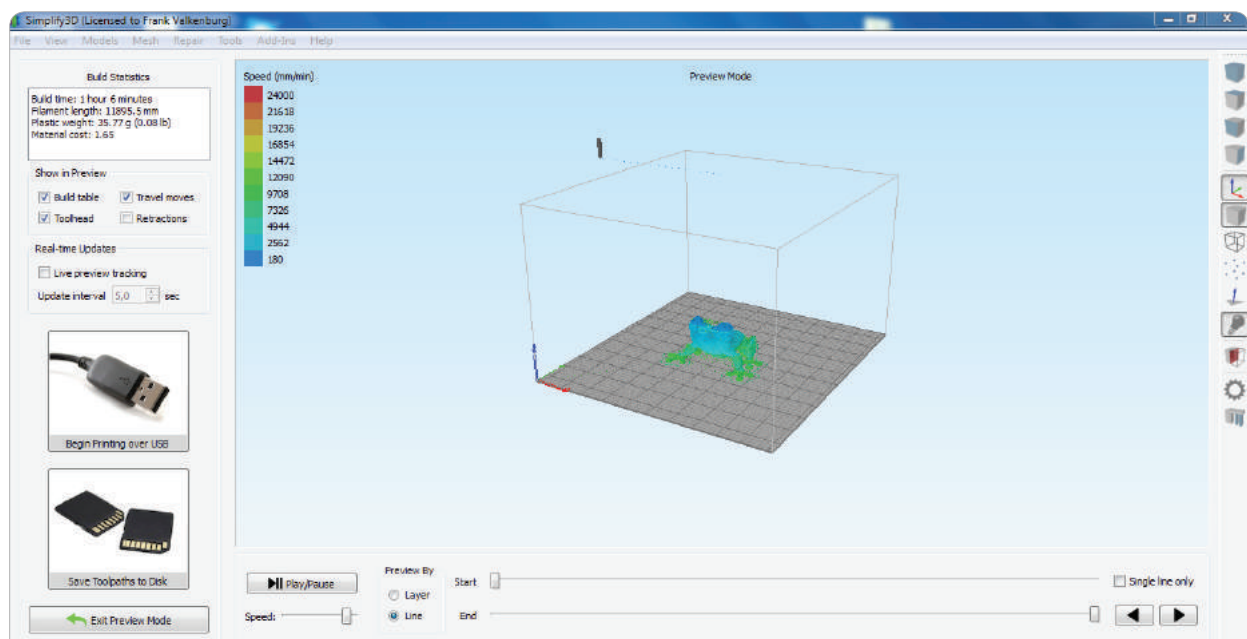 Simplify3D (Licensed to Frank Valkenburg)
File View Models Mesh Repair Tools Add-Ins Help
Build Statistics
Build time: 1 hour 6 minutes
Filament length: 11895.5 mm
Plastic weight: 35.77 g (0.08 lb)
Material cost: 1.65
Show in Preview
Build table Travel moves
Toolhead Retractions
Real-time Updates
Live preview tracking
Update interval 5,0 sec
Begin Printing over USB
Save Toolpaths to Disk
Exit Preview Mode
Speed (mm/min)
24000
21618
19236
16854
14472
12090
9708
7326
4944
2562
180
Preview Mode
Play/Pause
Speed:
Preview By
Layer
Line
Start
End
Single line only